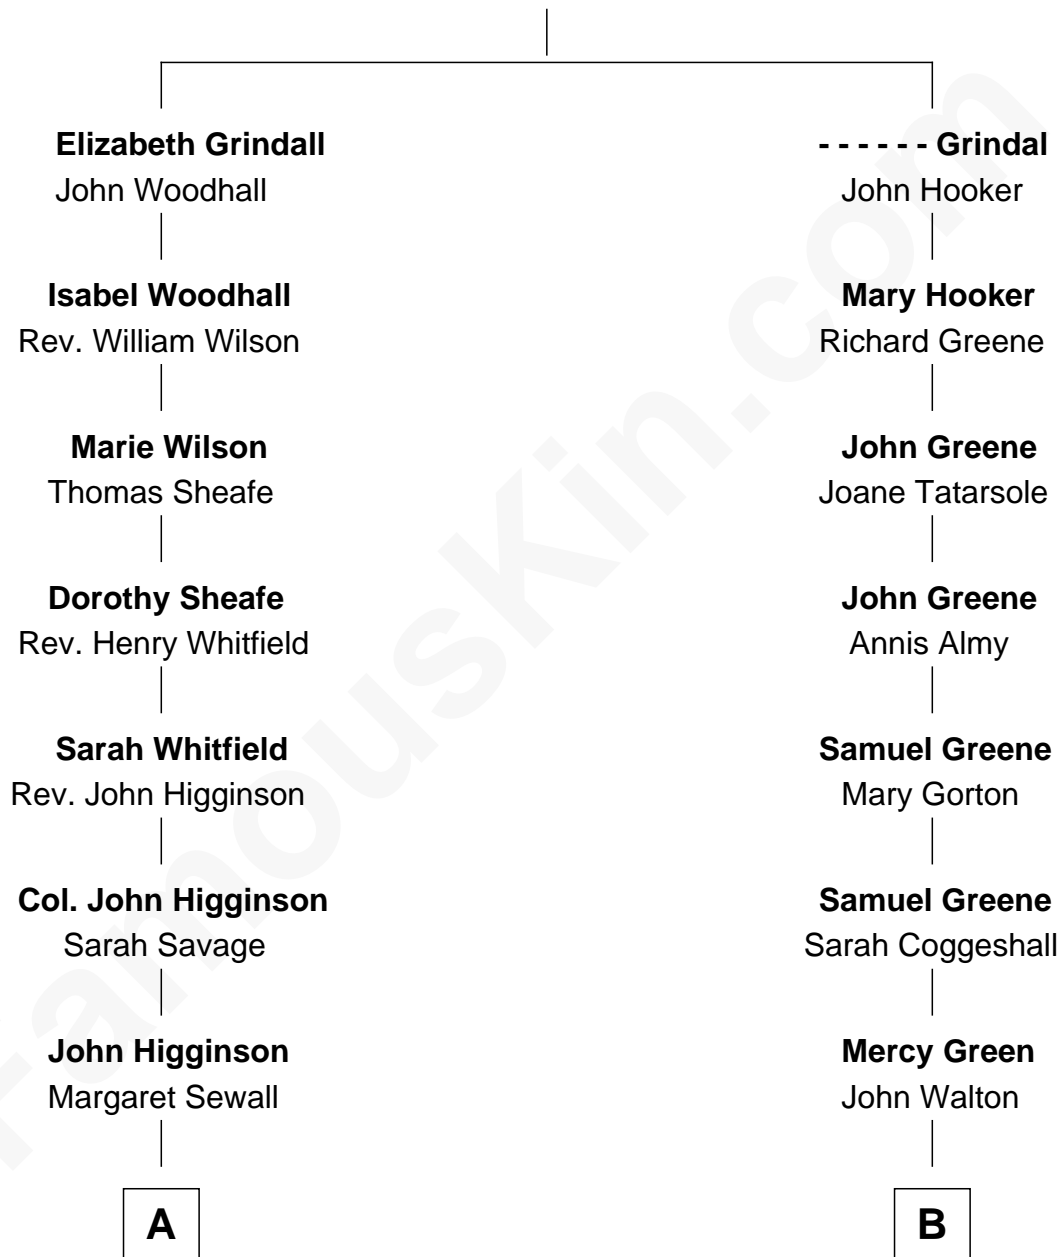 Elizabeth Grindall
John Woodhall
Isabel Woodhall
Rev. William Wilson
Marie Wilson
Thomas Sheafe
Dorothy Sheafe
Rev. Henry Whitfield
Sarah Whitfield
Rev. John Higginson
Col. John Higginson
Sarah Savage
John Higginson
Margaret Sewall
A
- - - - - - Grindal
John Hooker
Mary Hooker
Richard Greene
John Greene
Joane Tatarsole
John Greene
Annis Almy
Samuel Greene
Mary Gorton
Samuel Greene
Sarah Coggeshall
Mercy Green
John Walton
B
FamousKin.com